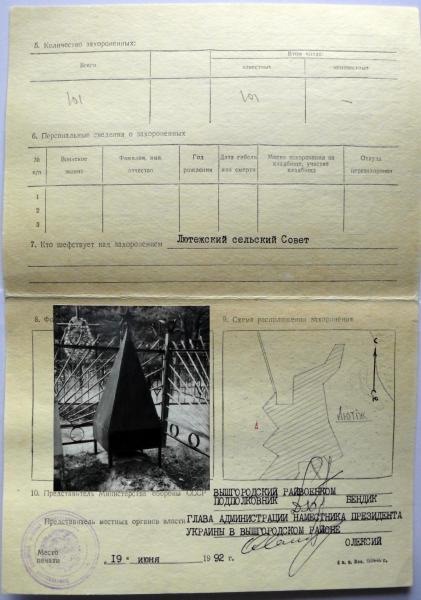 5. Количество захороненных:
Всего
В том числе:
известных
неизвестных
101
101
—
6. Персональные сведения о захороненных
№ п/п
Воинское звание
Фамилия, имя, отчество
Год рождения
Дата гибели или смерти
Место захоронения на кладбище, участке кладбища
Откуда перезахоронен
1
2
3
7. Кто шефствует над захоронением Лютежский сельский Совет
8. Фо
9. Схема расположения захоронения
С
Ю
Лютіж
10. Представитель Министерства обороны СССР ВЫШГОРОДСКИЙ РАЙВОЕНКОМ
ПОДПОЛКОВНИК БЕНДИК
Представитель местных органов власти ГЛАВА АДМИНИСТРАЦИИ НАМЕСТНИКА ПРЕЗИДЕНТА
УКРАИНЫ В ВЫШГОРОДСКОМ РАЙОНЕ
ОЛЕКСИЙ
Место печати
"19" июня 1992 г.